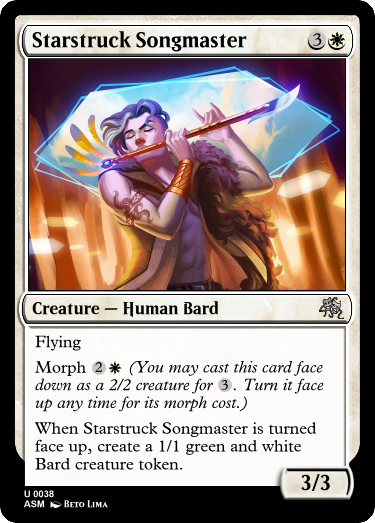 Starstruck Songmaster 3
Creature — Human Bard
Flying
Morph 2 (You may cast this card face
down as a 2/2 creature for 3. Turn it face
up any time for its morph cost.)
When Starstruck Songmaster is turned
face up, create a 1/1 green and white
Bard creature token.
3/3
U 0038
ASM Beto Lima